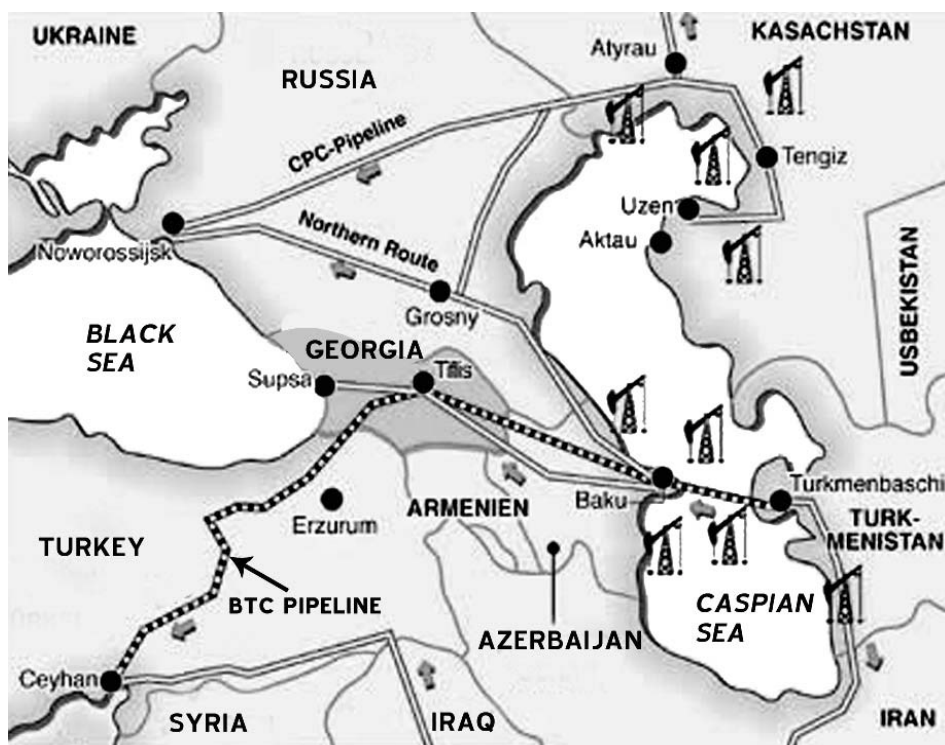 UKRAINE
Atyrau
KASACHSTAN
RUSSIA
CPC-Pipeline
Tengiz
Uzen
Aktau
Noworossijsk
Northern Route
USBEKISTAN
Grosny
BLACK
SEA
GEORGIA
Supsa
Tiflis
Baku
Turkmenbaschi
Erzurum
ARMENIEN
TURK-
MENISTAN
TURKEY
BTC PIPELINE
CASPIAN
SEA
AZERBAIJAN
Ceyhan
SYRIA
IRAQ
IRAN